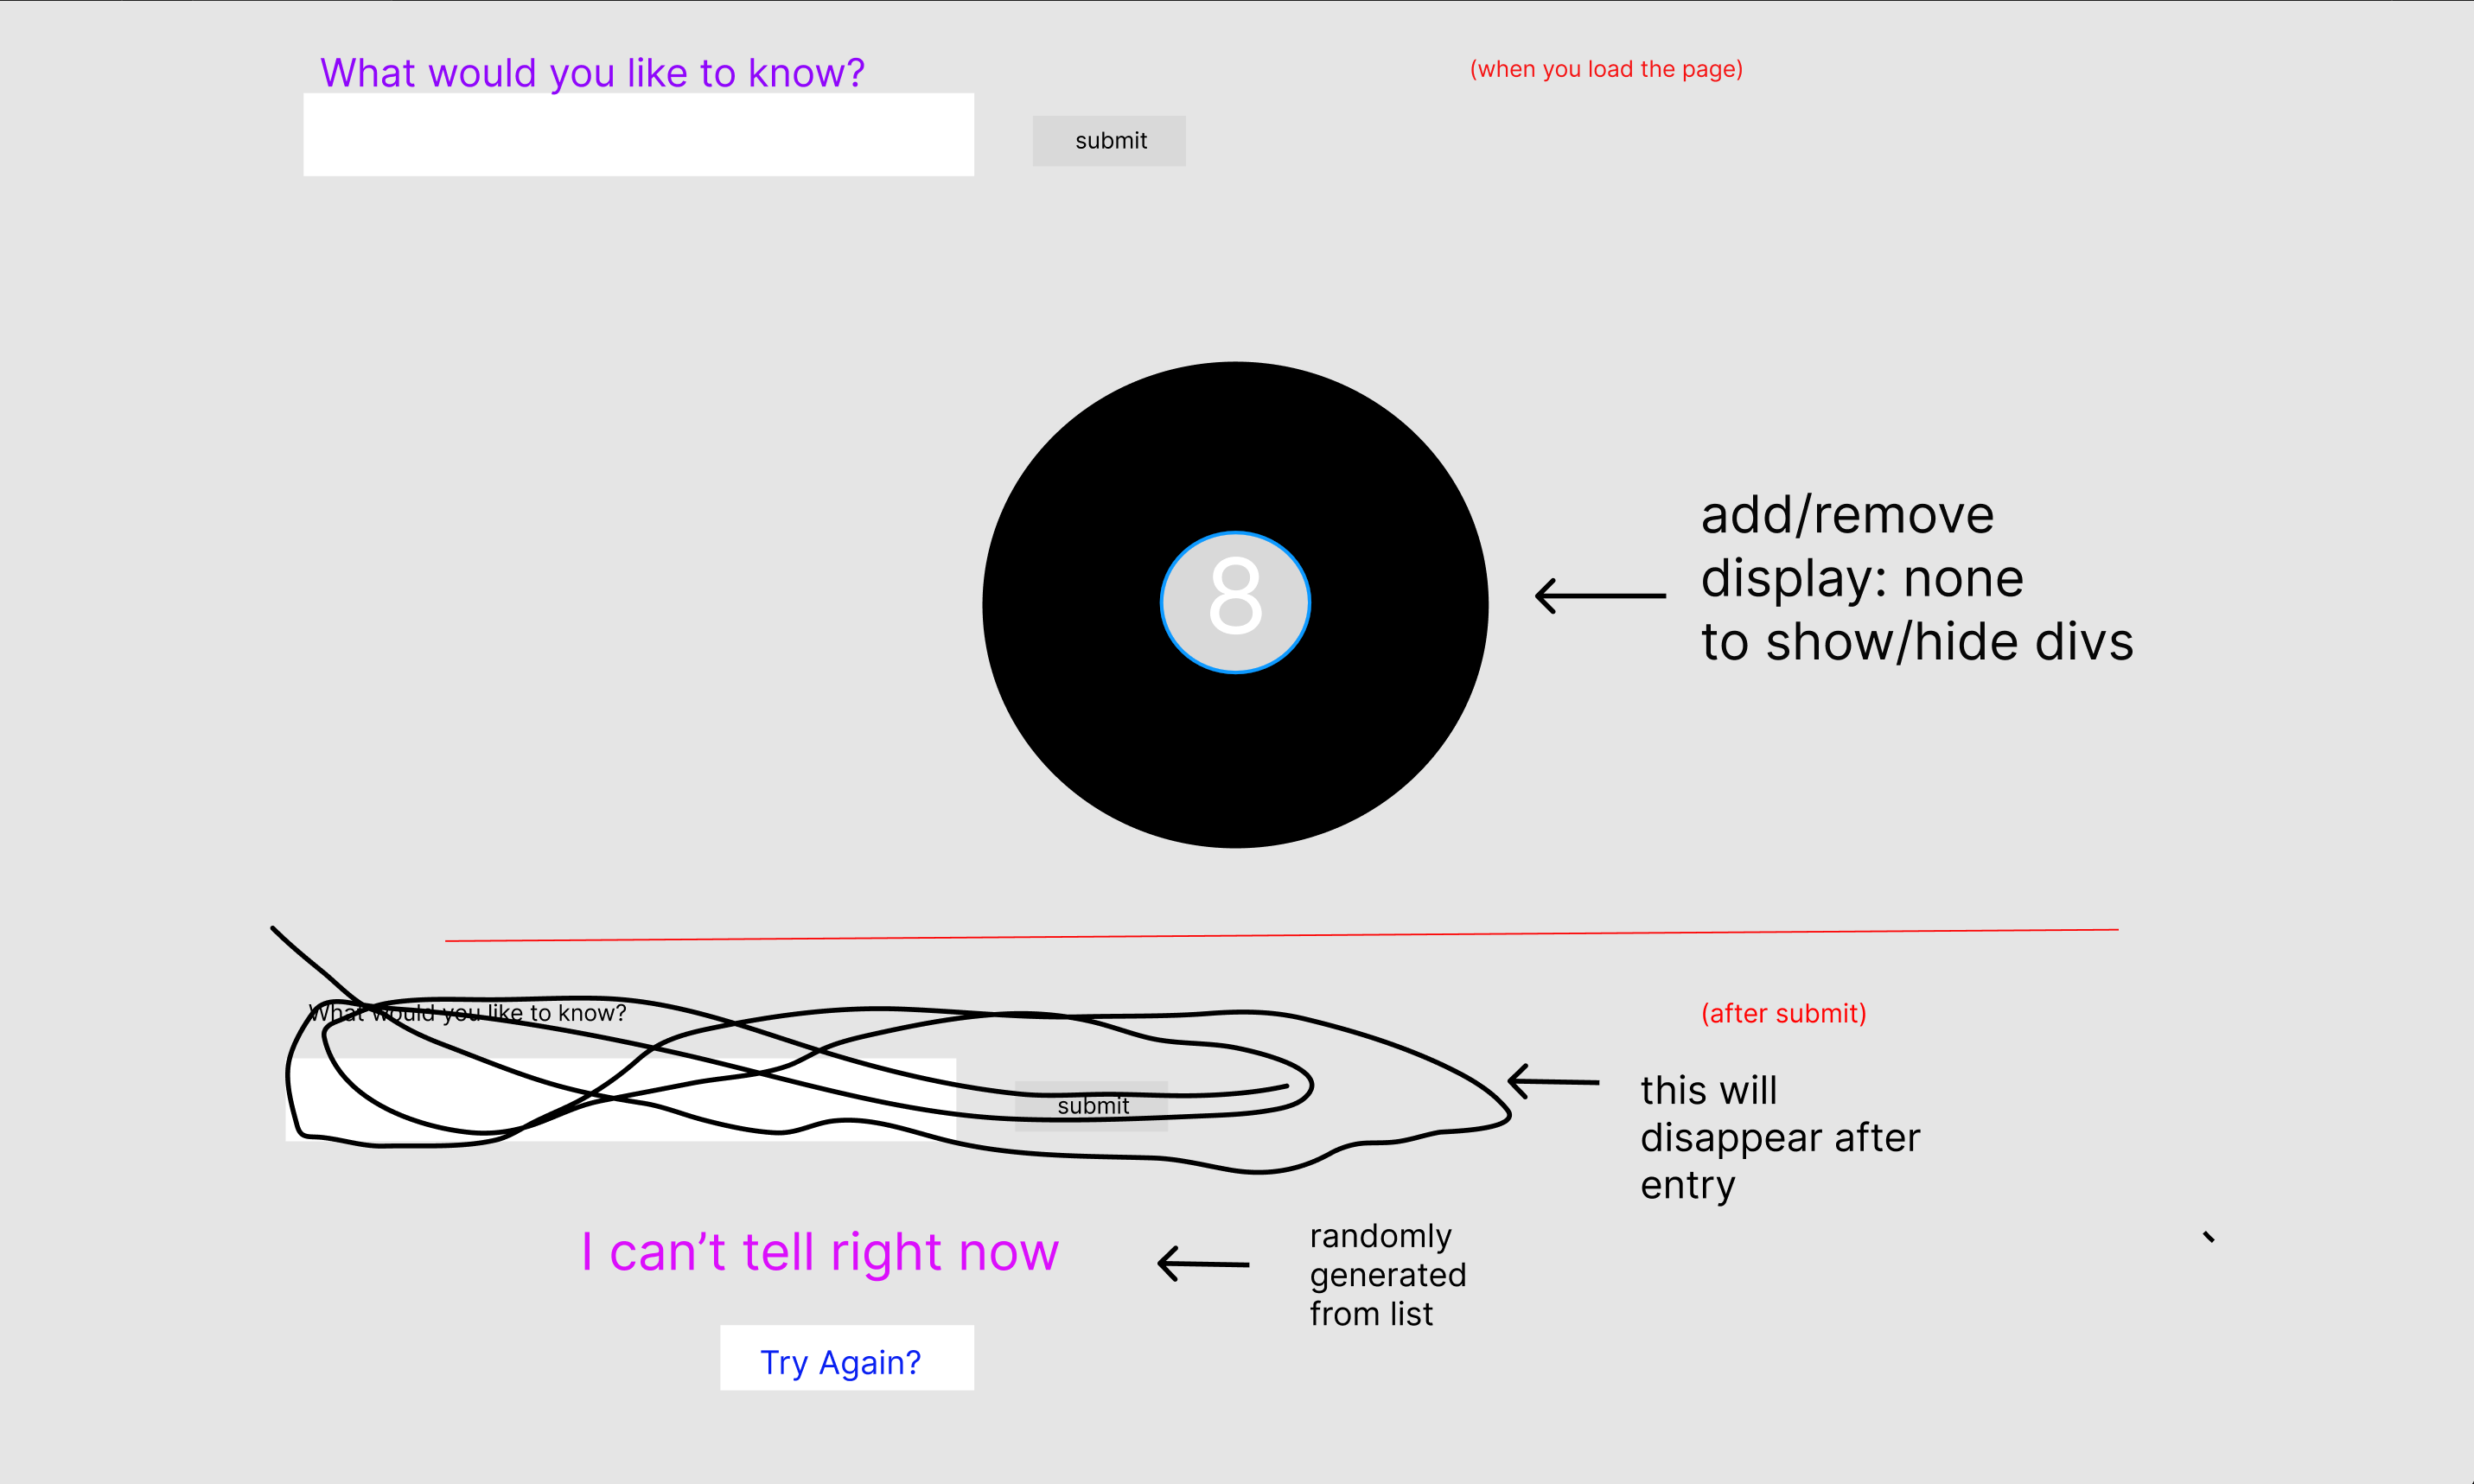 What would you like to know?
(when you load the page)
submit
8
add/remove
display: none
to show/hide divs
What would you like to know?
(after submit)
submit
this will
disappear after
entry
I can’t tell right now
randomly
generated
from list
Try Again?